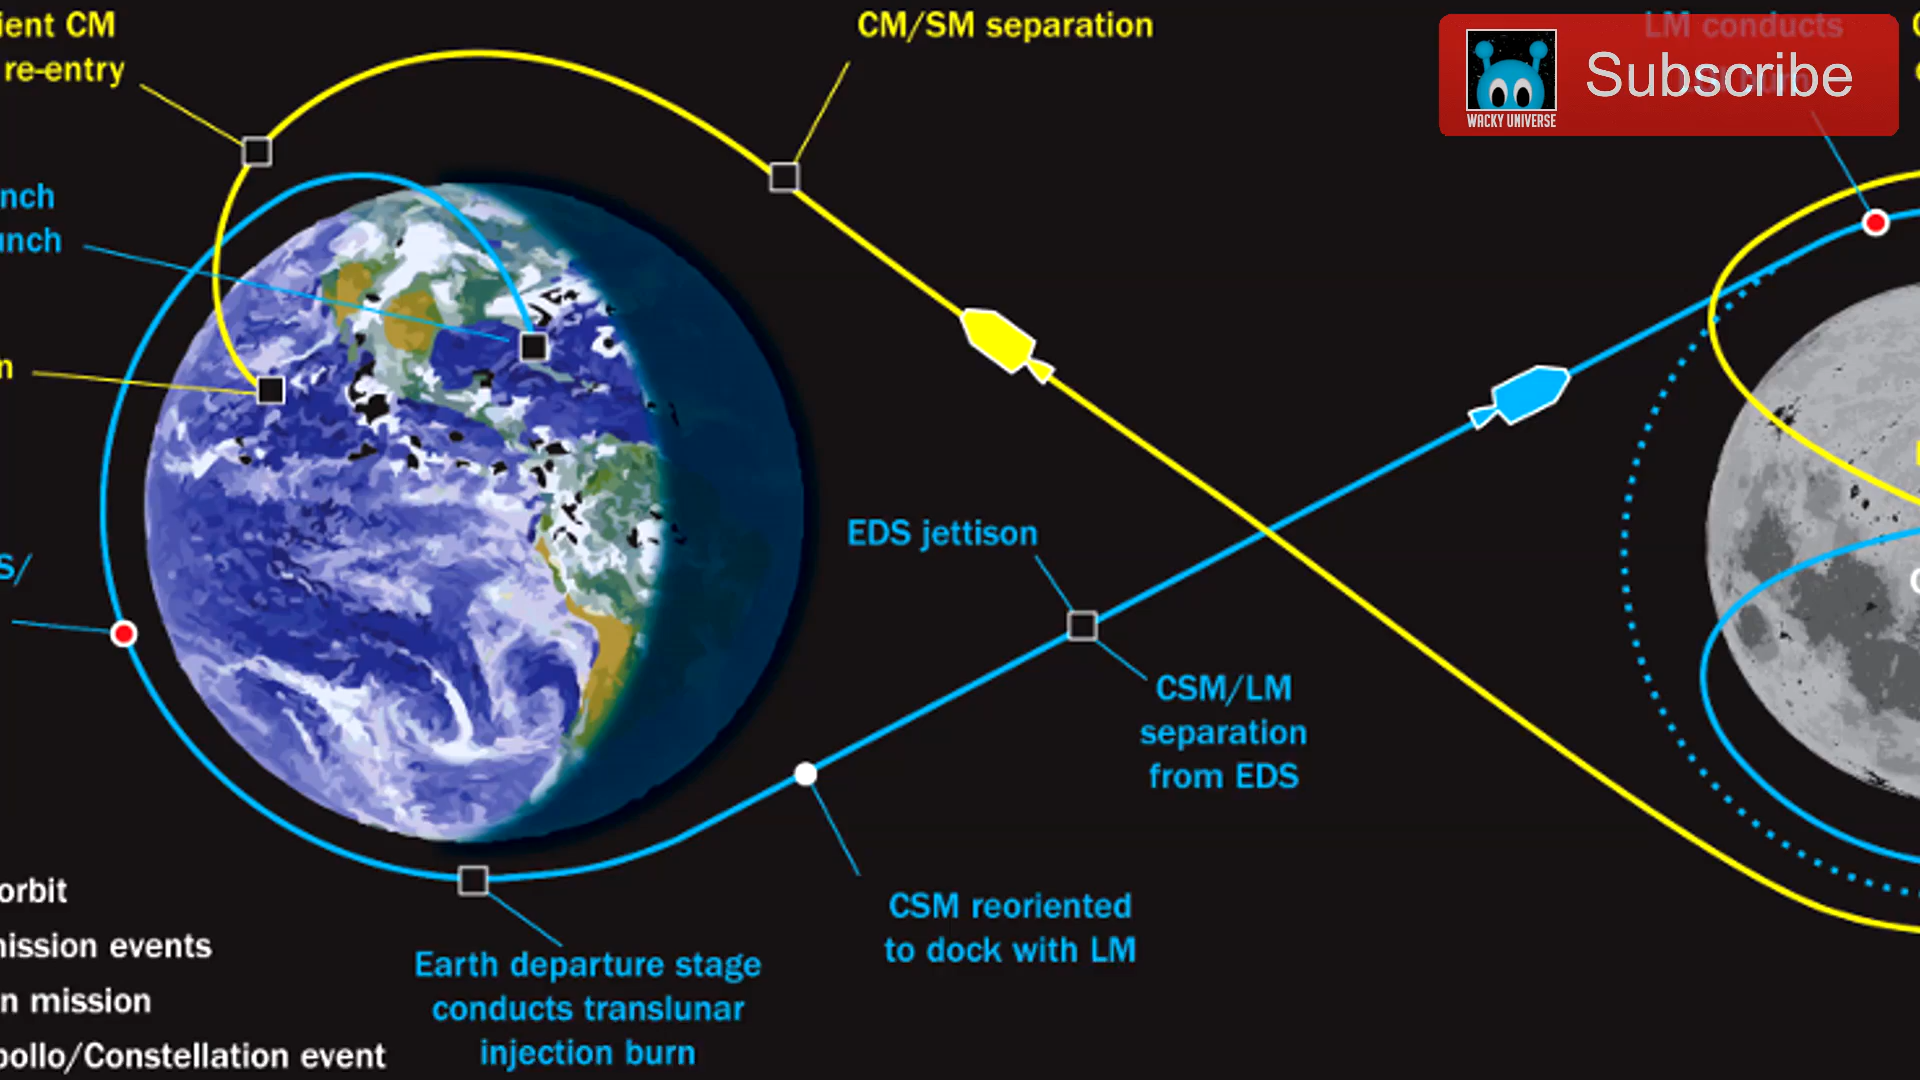 ient CM
re-entry
CM/SM separation
LM conducts
Subscribe
WACKY UNIVERSE
nch
unch
n
EDS jettison
S/
CSM/LM
separation
from EDS
CSM reoriented
to dock with LM
Earth departure stage
conducts translunar
injection burn
orbit
ission events
n mission
pollo/Constellation event